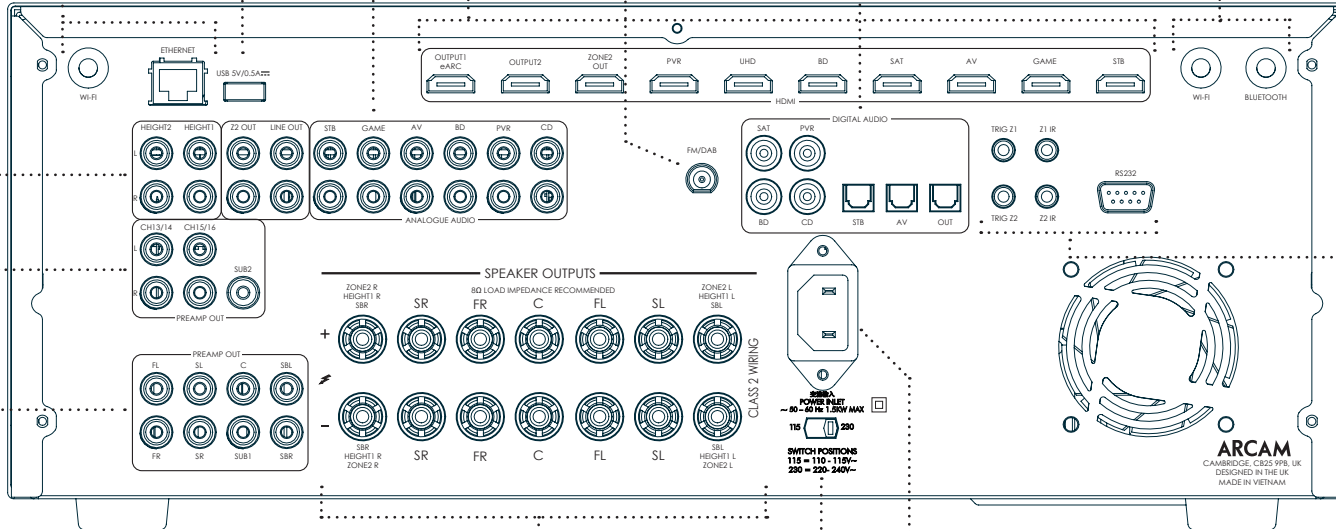 WI-FI
ETHERNET
USB 5V/0.5A⎓
OUTPUT1 eARC
OUTPUT2
ZONE2 OUT
PVR
UHD
BD
SAT
AV
GAME
STB
HDMI
WI-FI
BLUETOOTH
HEIGHT2
HEIGHT1
L
R
Z2 OUT
LINE OUT
STB
GAME
AV
BD
PVR
CD
ANALOGUE AUDIO
FM/DAB
DIGITAL AUDIO
SAT
PVR
BD
CD
STB
AV
OUT
TRIG Z1
Z1 IR
TRIG Z2
Z2 IR
RS232
CH13/14
CH15/16
L
R
SUB2
PREAMP OUT
SPEAKER OUTPUTS
8Ω LOAD IMPEDANCE RECOMMENDED
ZONE2 R
HEIGHT1 R
SBR
SR
FR
C
FL
SL
ZONE2 L
HEIGHT1 L
SBL
+
–
SBR
HEIGHT1 R
ZONE2 R
SR
FR
C
FL
SL
SBL
HEIGHT1 L
ZONE2 L
CLASS 2 WIRING
PREAMP OUT
FL
SL
C
SBL
FR
SR
SUB1
SBR
POWER INLET
~ 50 – 60 Hz 1.5KW MAX
115
230
SWITCH POSITIONS
115 = 110 - 115V~
230 = 220- 240V~
ARCAM
CAMBRIDGE, CB25 9PB, UK
DESIGNED IN THE UK
MADE IN VIETNAM